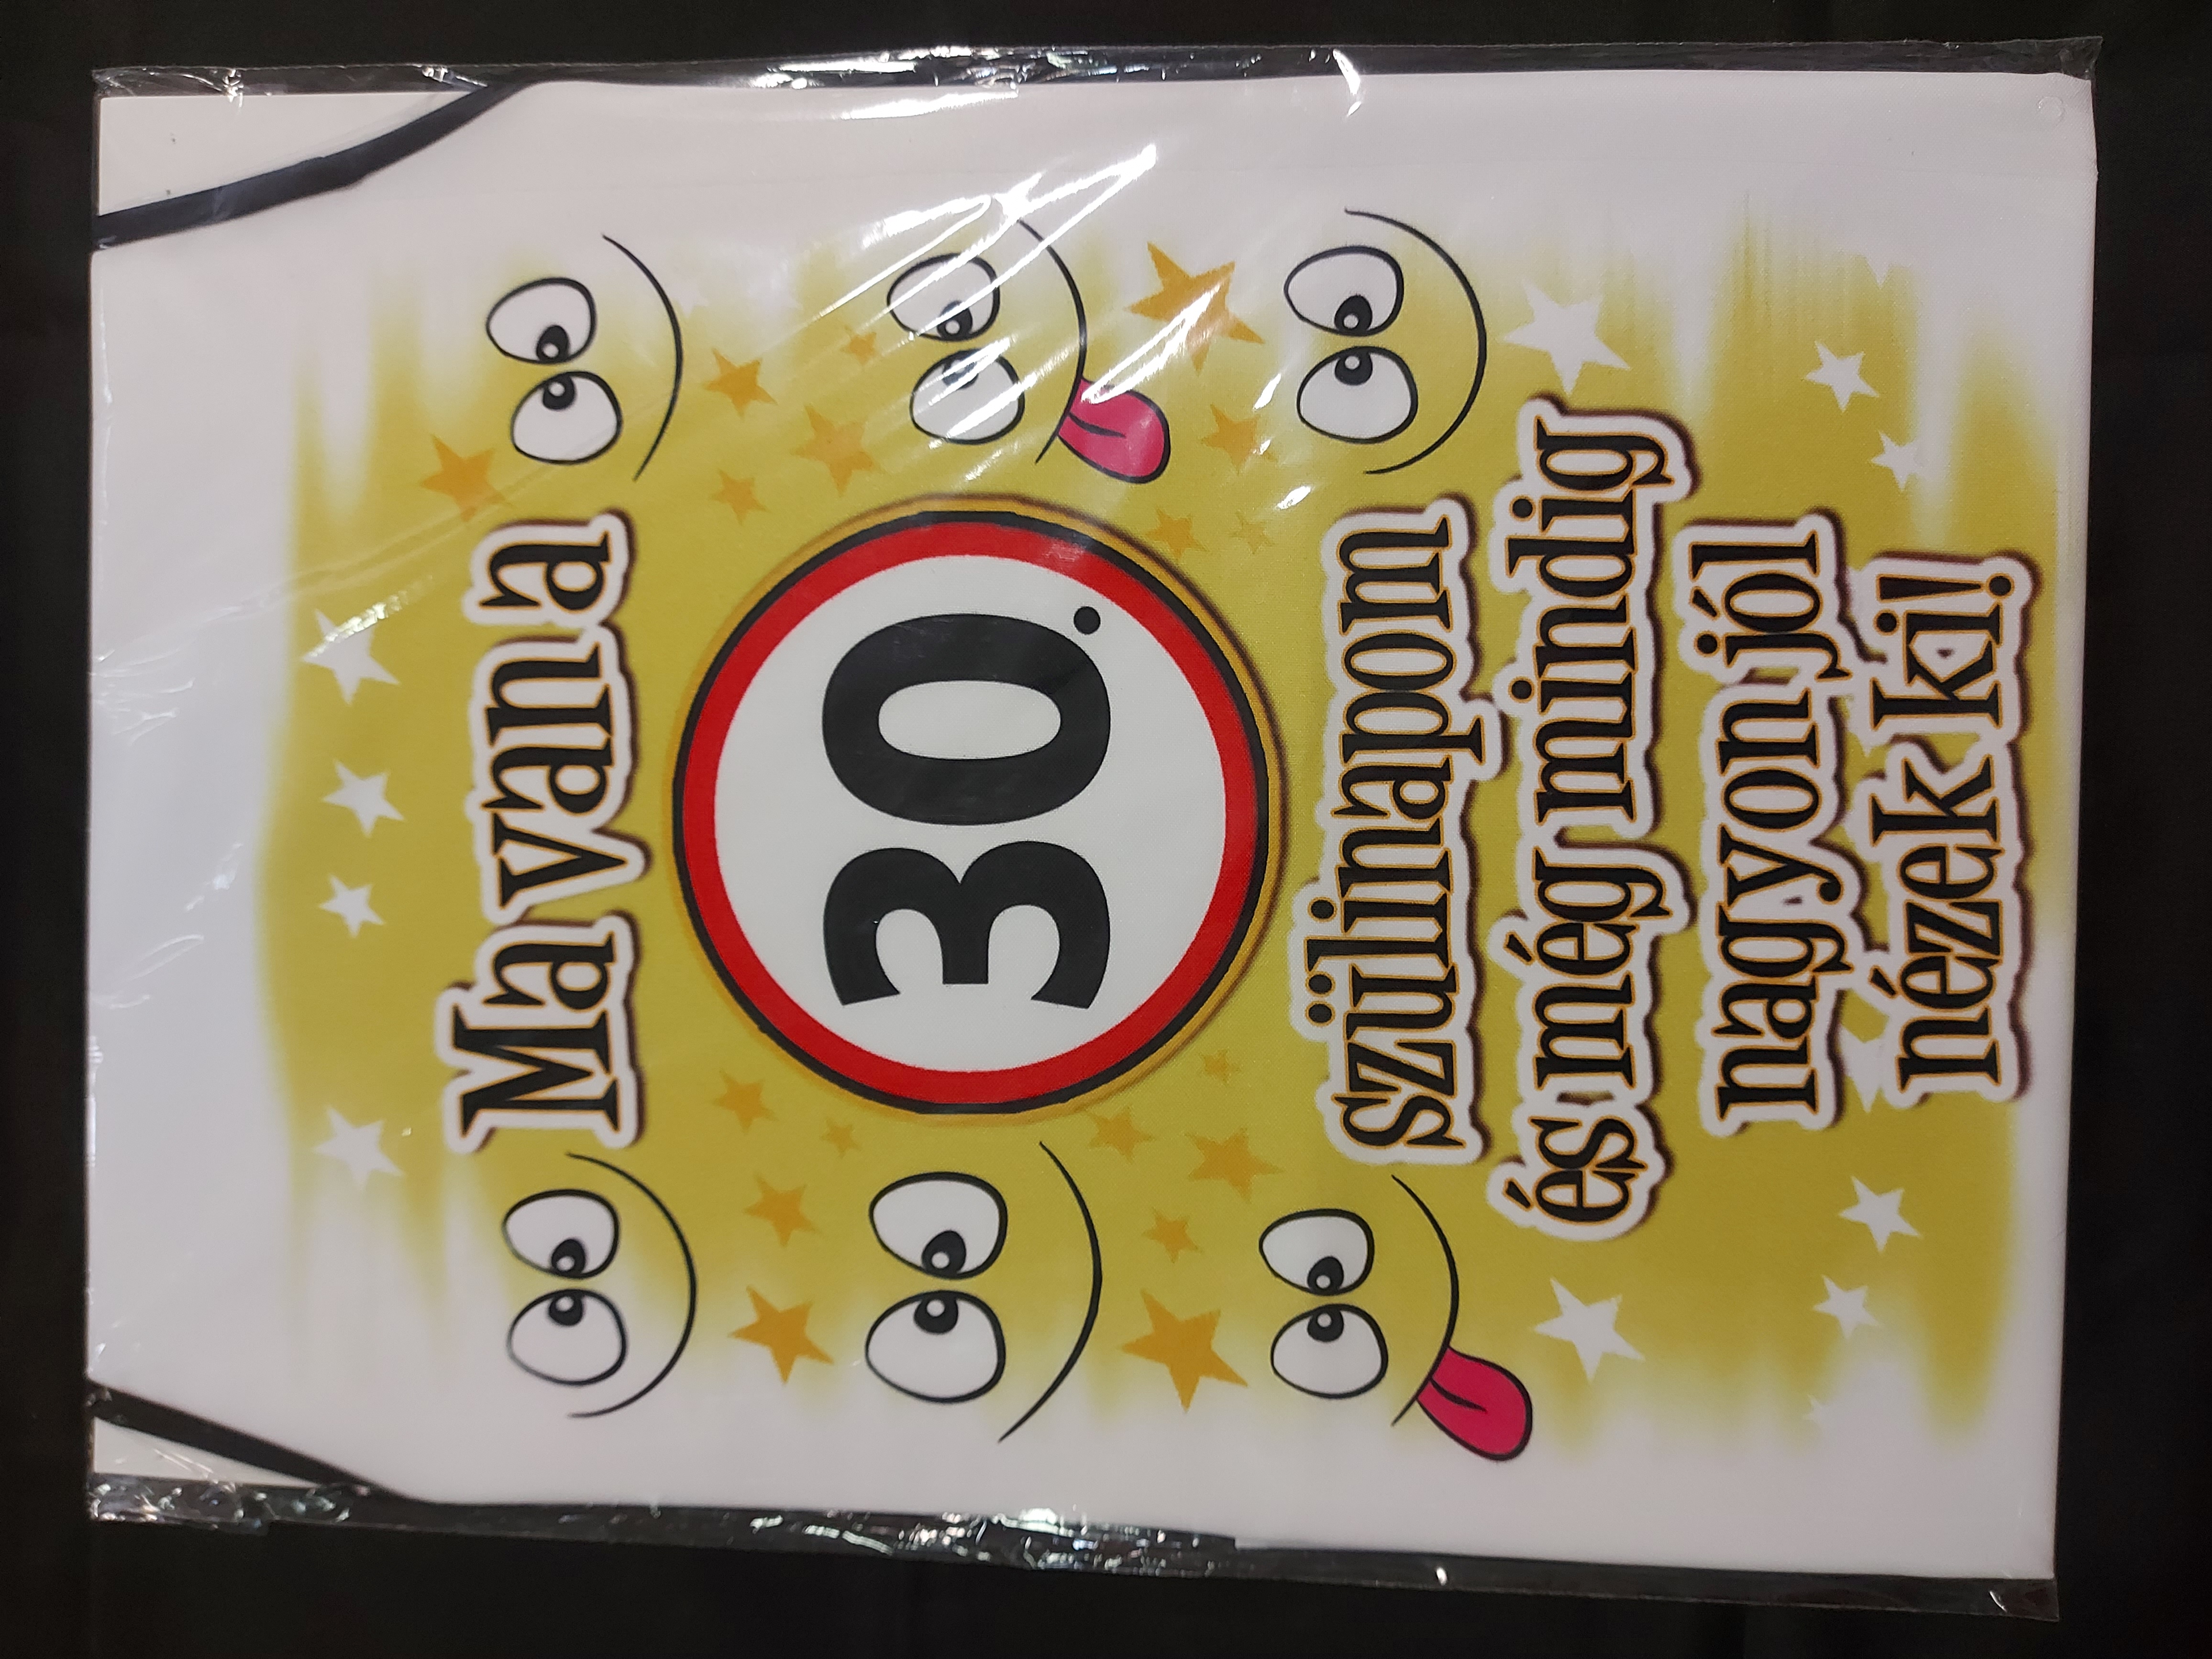 Ma van a
30.
szülinapom
és még mindig
nagyon jól
nézek ki!